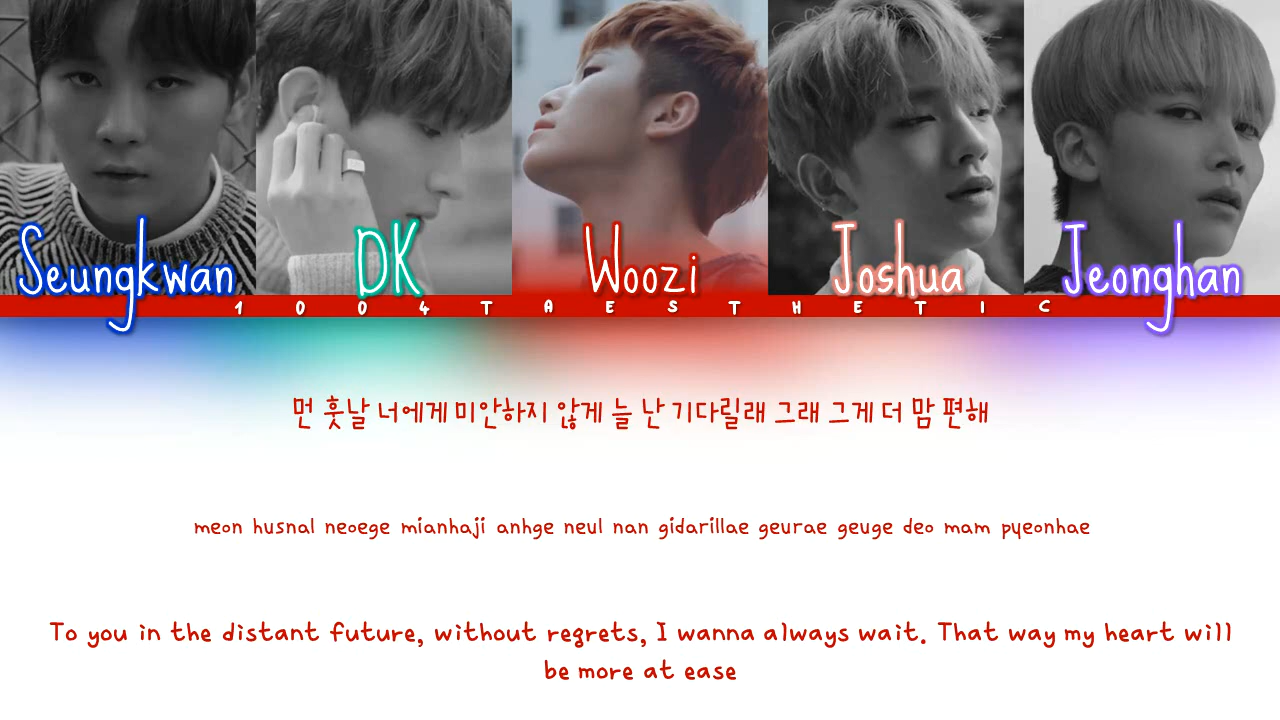 Seungkwan DK Woozi Joshua Jeonghan
1004TAESTHETIC
먼 훗날 너에게 미안하지 않게 늘 난 기다릴래 그래 그게 더 맘 편해
meon husnal neoege mianhaji anhge neul nan gidarillae geurae geuge deo mam pyeonhae
To you in the distant future, without regrets, I wanna always wait. That way my heart will
be more at ease